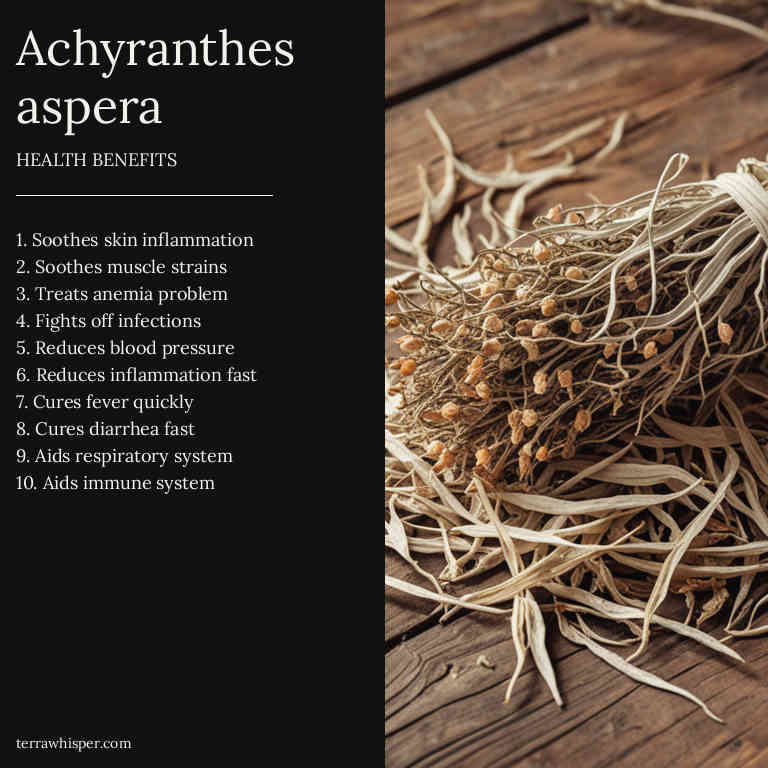 Achyranthes
aspera
HEALTH BENEFITS
1. Soothes skin inflammation
2. Soothes muscle strains
3. Treats anemia problem
4. Fights off infections
5. Reduces blood pressure
6. Reduces inflammation fast
7. Cures fever quickly
8. Cures diarrhea fast
9. Aids respiratory system
10. Aids immune system
terrawhisper.com